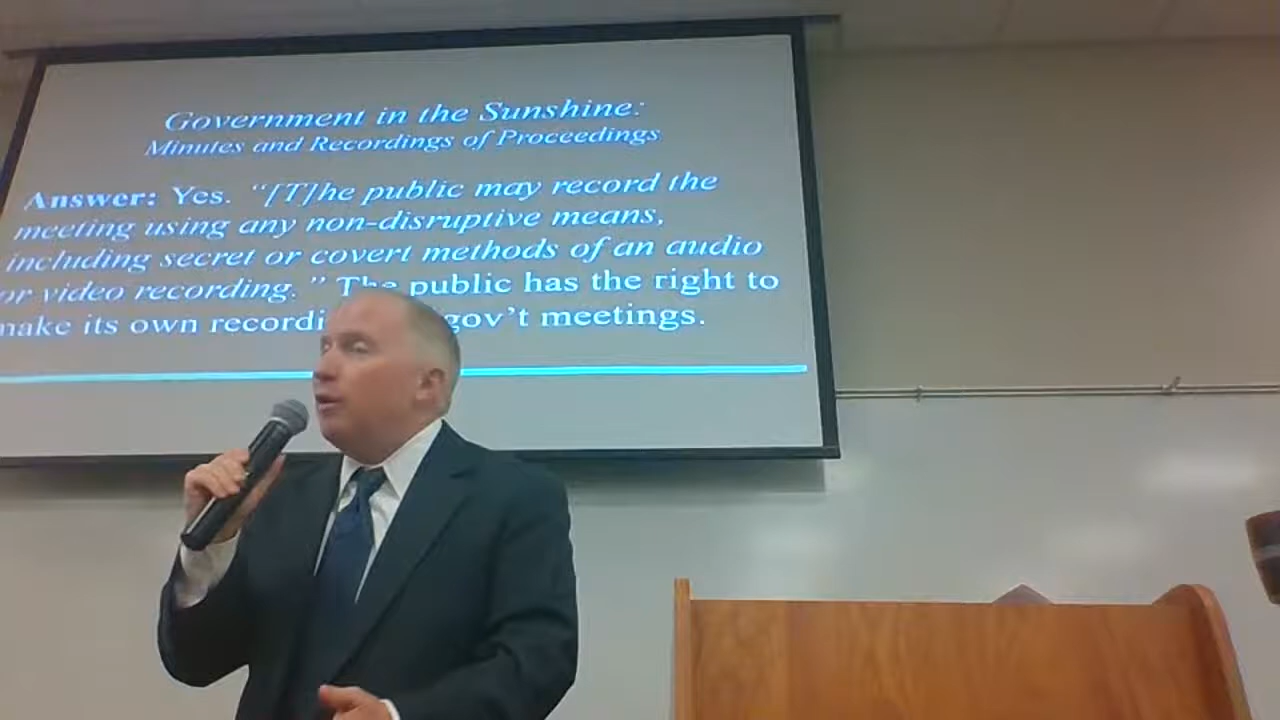 Government in the Sunshine:
Minutes and Recordings of Proceedings
Answer: Yes. "[T]he public may record the
meeting using any non-disruptive means,
including secret or covert methods of an audio
or video recording." The public has the right to
make its own gov't meetings.